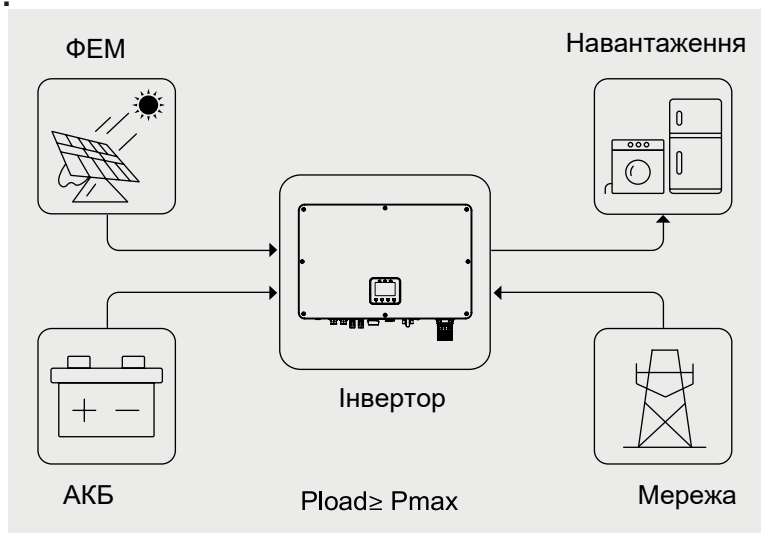 ФЕМ
Навантаження
Інвертор
АКБ
Pload≥ Pmax
Мережа